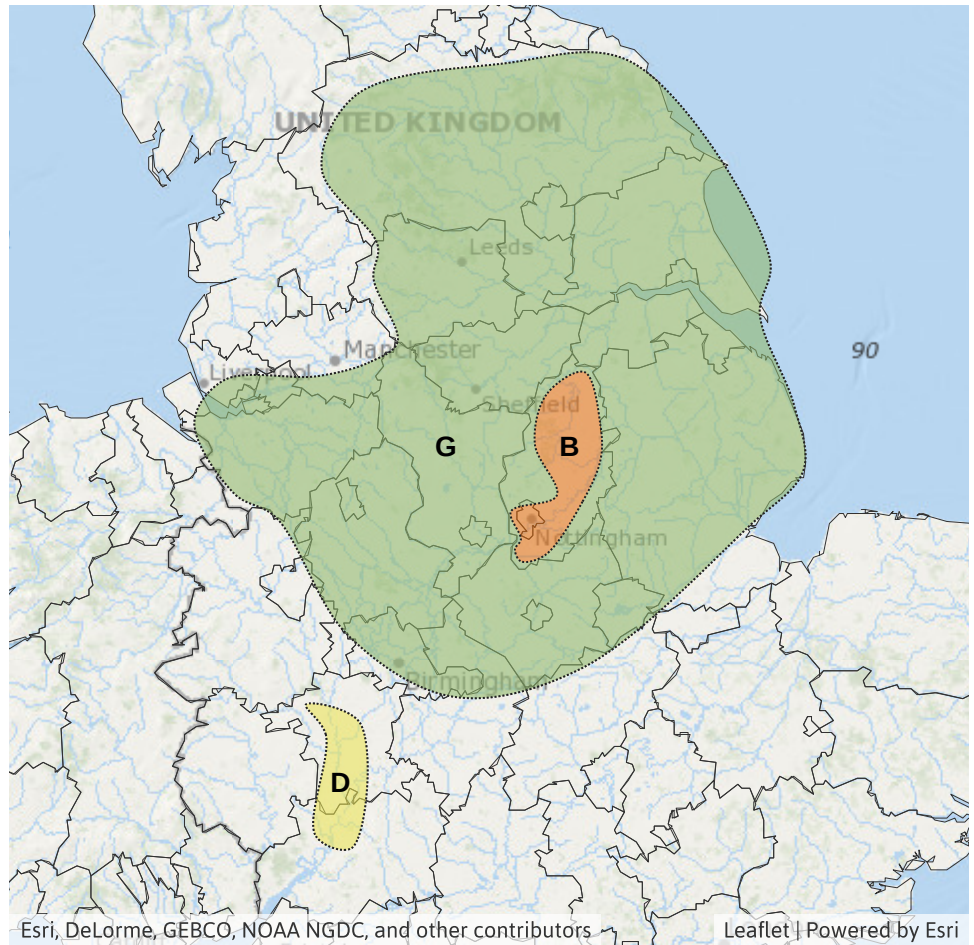 UNITED KINGDOM
Leeds
Manchester
Liverpool
90
Sheffield
G
B
Nottingham
Birmingham
D
Esri, DeLorme, GEBCO, NOAA NGDC, and other contributors
Leaflet | Powered by Esri